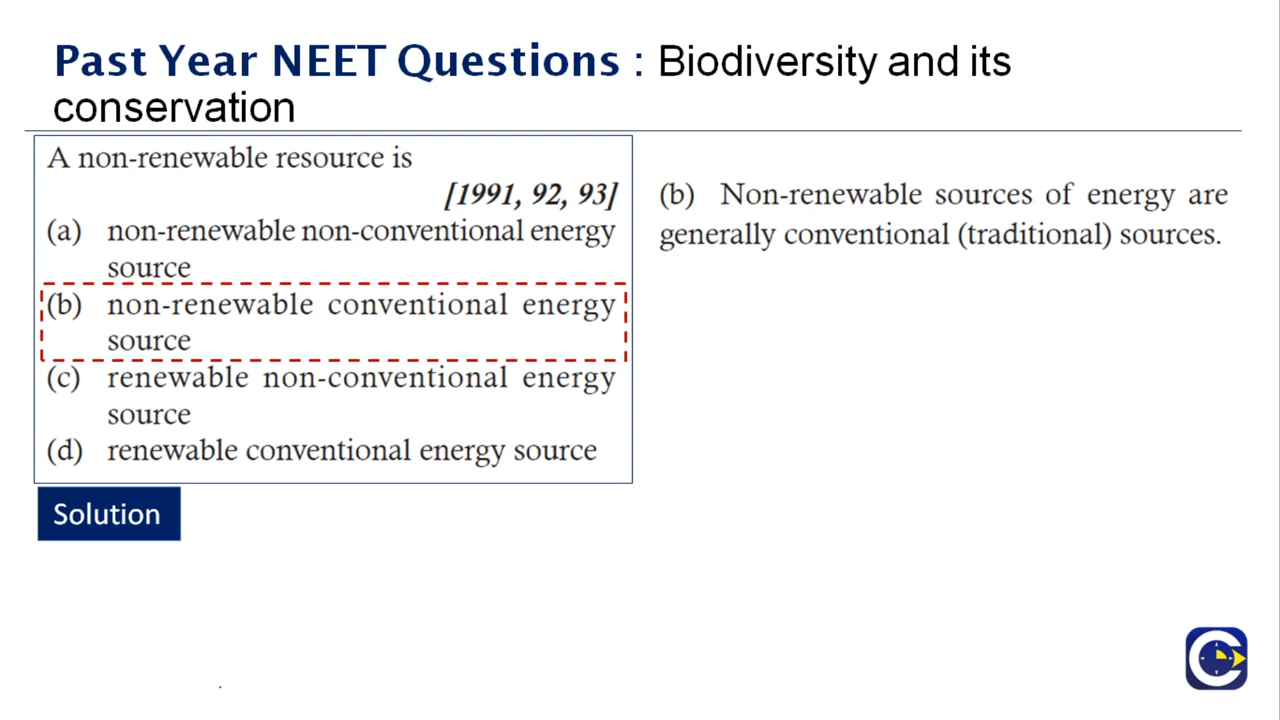 Past Year NEET Questions : Biodiversity and its
conservation
A non-renewable resource is
[1991, 92, 93]
(a) non-renewable non-conventional energy
source
(b) non-renewable conventional energy
source
(c) renewable non-conventional energy
source
(d) renewable conventional energy source
Solution
(b) Non-renewable sources of energy are
generally conventional (traditional) sources.